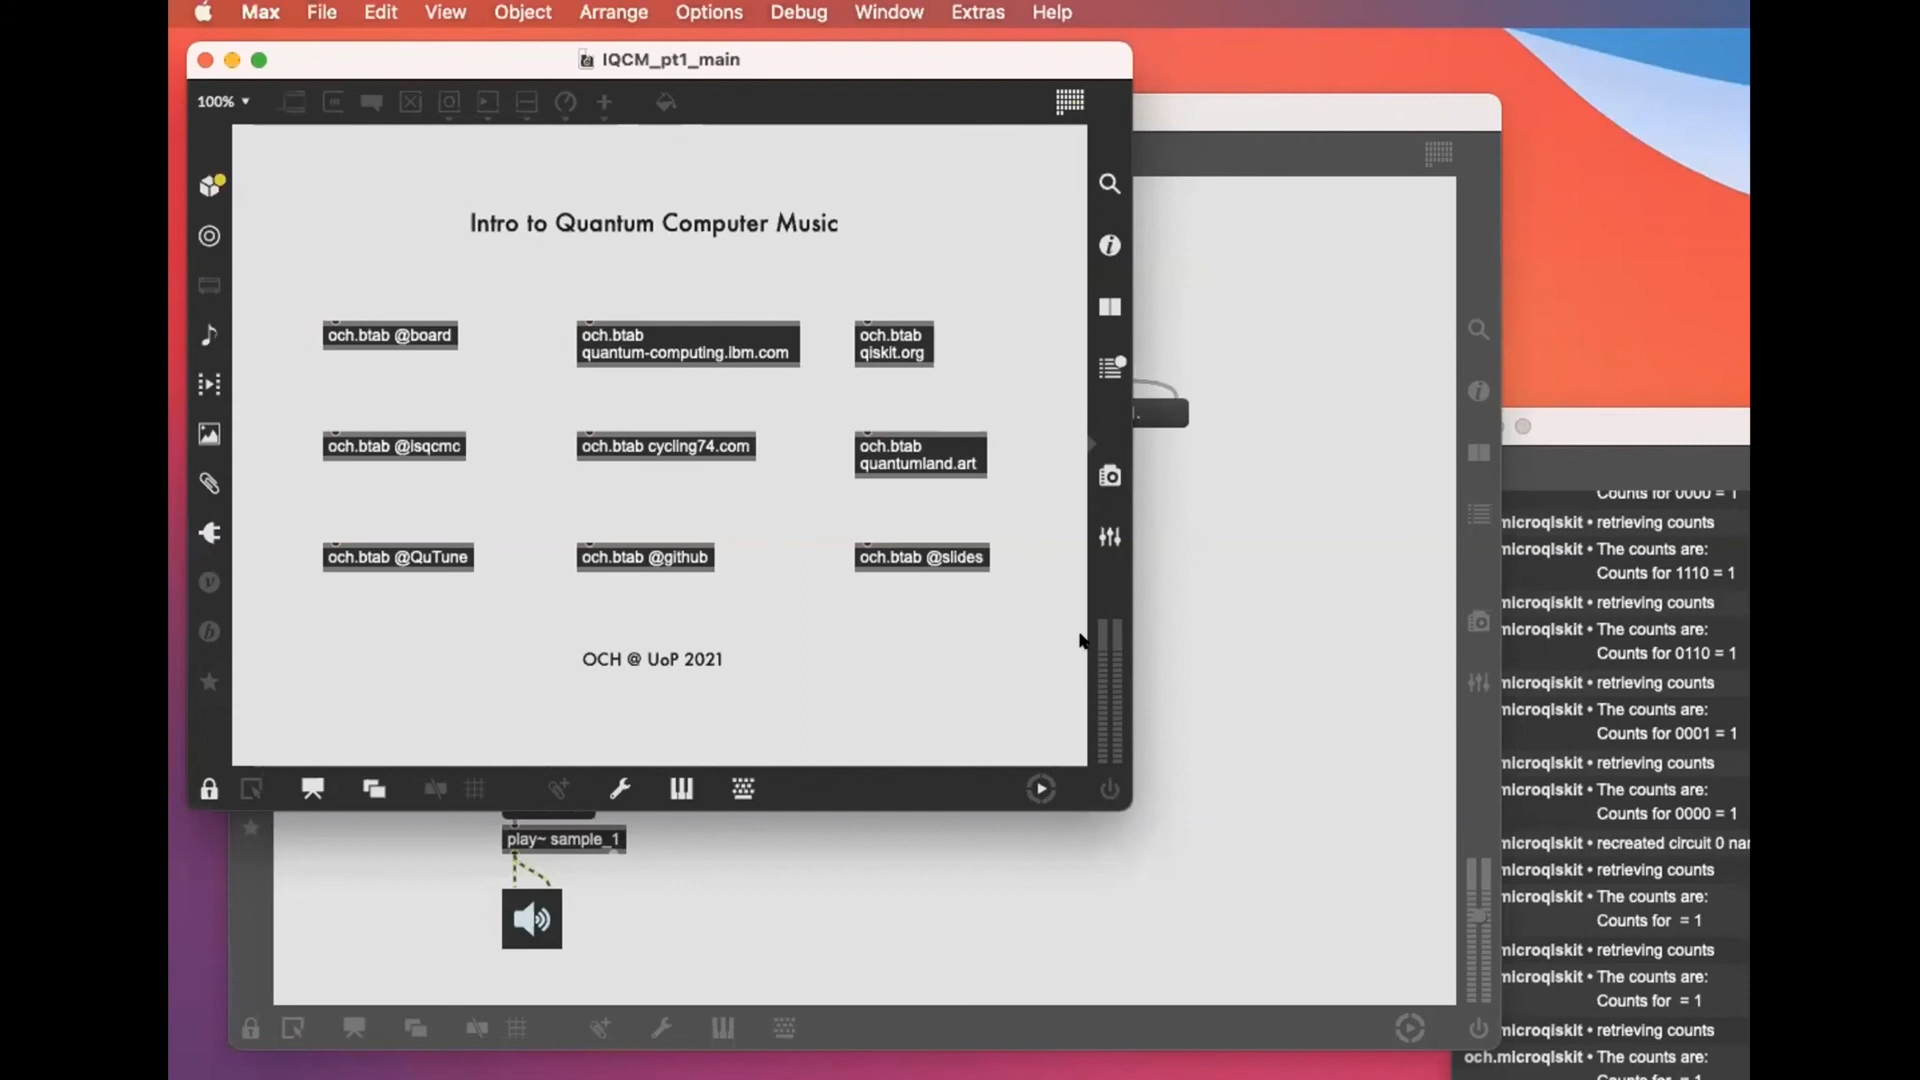 Max File Edit View Object Arrange Options Debug Window Extras Help
IQCM_pt1_main
100%
Intro to Quantum Computer Music
och.btab @board
och.btab
quantum-computing.ibm.com
och.btab
qiskit.org
och.btab @isqcmc
och.btab cycling74.com
och.btab
quantumland.art
och.btab @QuTune
och.btab @github
och.btab @slides
OCH @ UoP 2021
play~ sample_1
Counts for 0000 = 1
microqiskit • retrieving counts
microqiskit • The counts are:
Counts for 1110 = 1
microqiskit • retrieving counts
microqiskit • The counts are:
Counts for 0110 = 1
microqiskit • retrieving counts
microqiskit • The counts are:
Counts for 0001 = 1
microqiskit • retrieving counts
microqiskit • The counts are:
Counts for 0000 = 1
microqiskit • recreated circuit 0 nar
microqiskit • retrieving counts
microqiskit • The counts are:
Counts for = 1
microqiskit • retrieving counts
microqiskit • The counts are:
Counts for = 1
microqiskit • retrieving counts
och.microqiskit • The counts are: